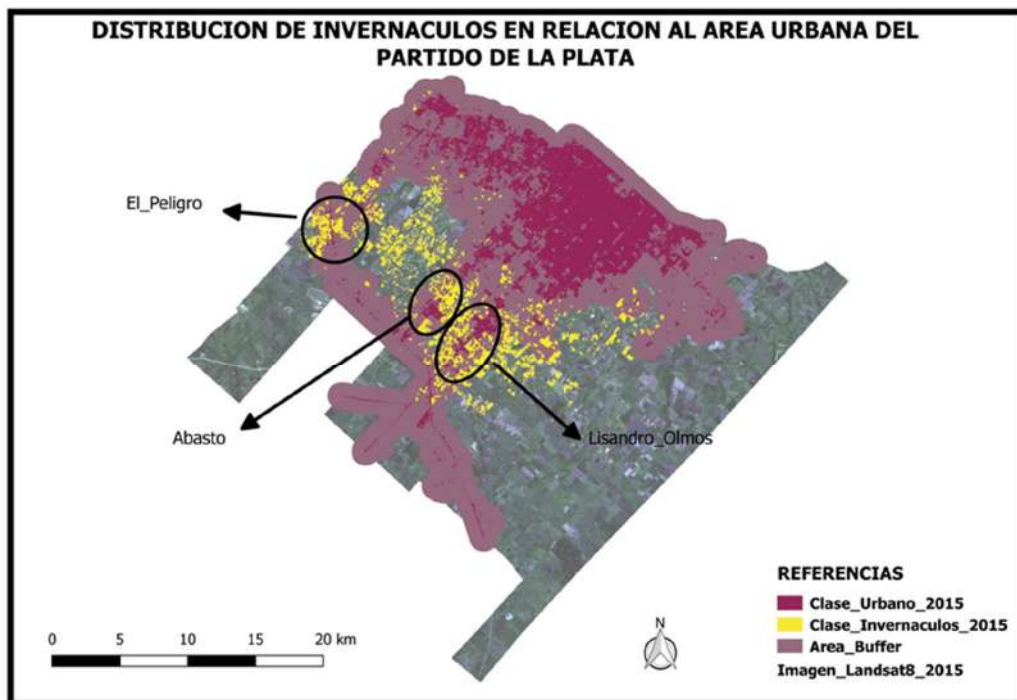 DISTRIBUCION DE INVERNACULOS EN RELACION AL AREA URBANA DEL
PARTIDO DE LA PLATA
El_Peligro
Abasto
Lisandro_Olmos
REFERENCIAS
Clase_Urbano_2015
Clase_Invernaculos_2015
Area_Buffer
Imagen_Landsat8_2015
0 5 10 15 20 km
N